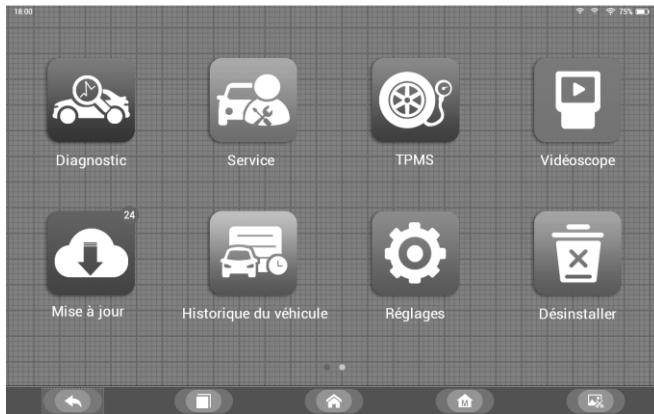 18:00
75%
Diagnostic
Service
TPMS
Vidéoscope
24
Mise à jour
Historique du véhicule
Réglages
Désinstaller
M